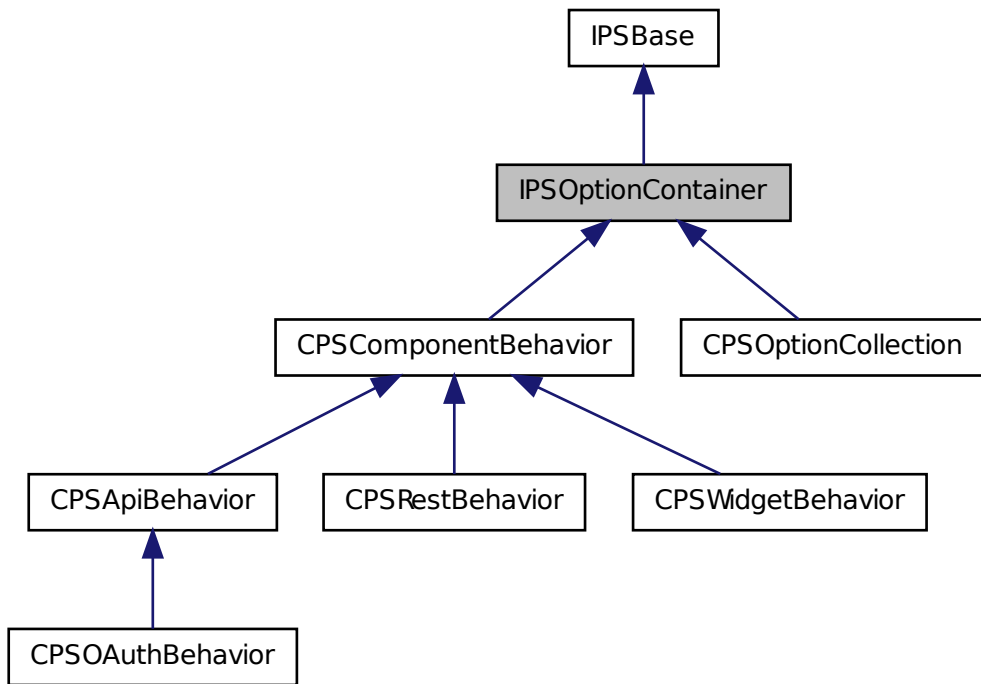 IPSBase
IPSOptionContainer
CPSComponentBehavior
CPSOptionCollection
CPSApiBehavior
CPSRestBehavior
CPSWidgetBehavior
CPSOAuthBehavior